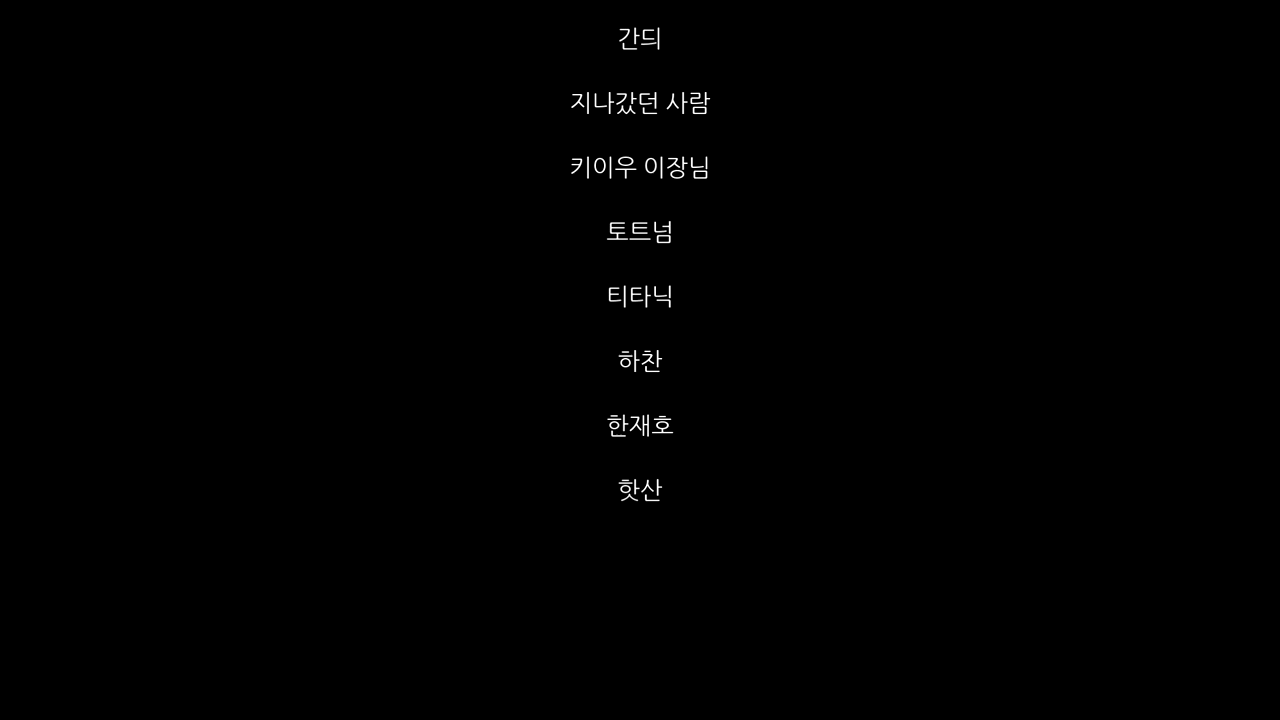 간듸
지나갔던 사람
키이우 이장님
토트넘
티타닉
하찬
한재호
핫산